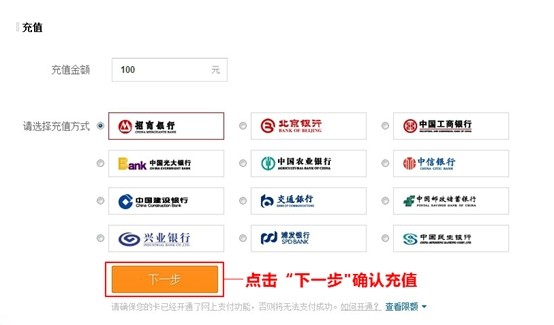 充值
充值金额 100 元
请选择充值方式 招商银行 CHINA MERCHANTS BANK 北京银行 BANK OF BEIJING 中国工商银行
Bank 中国光大银行 CHINA EVERBRIGHT BANK 中国农业银行 AGRICULTURAL BANK OF CHINA 中信银行 CHINA CITIC BANK
中国建设银行 China Construction Bank 交通银行 BANK OF COMMUNICATIONS 中国邮政储蓄银行 POSTAL SAVINGS BANK OF CHINA
兴业银行 INDUSTRIAL BANK CO.,LTD. 浦发银行 SPD BANK 中国民生银行
下一步 点击“下一步"确认充值
请确保您的卡已经开通了网上支付功能，否则将无法支付成功。如何开通？ 查看限额